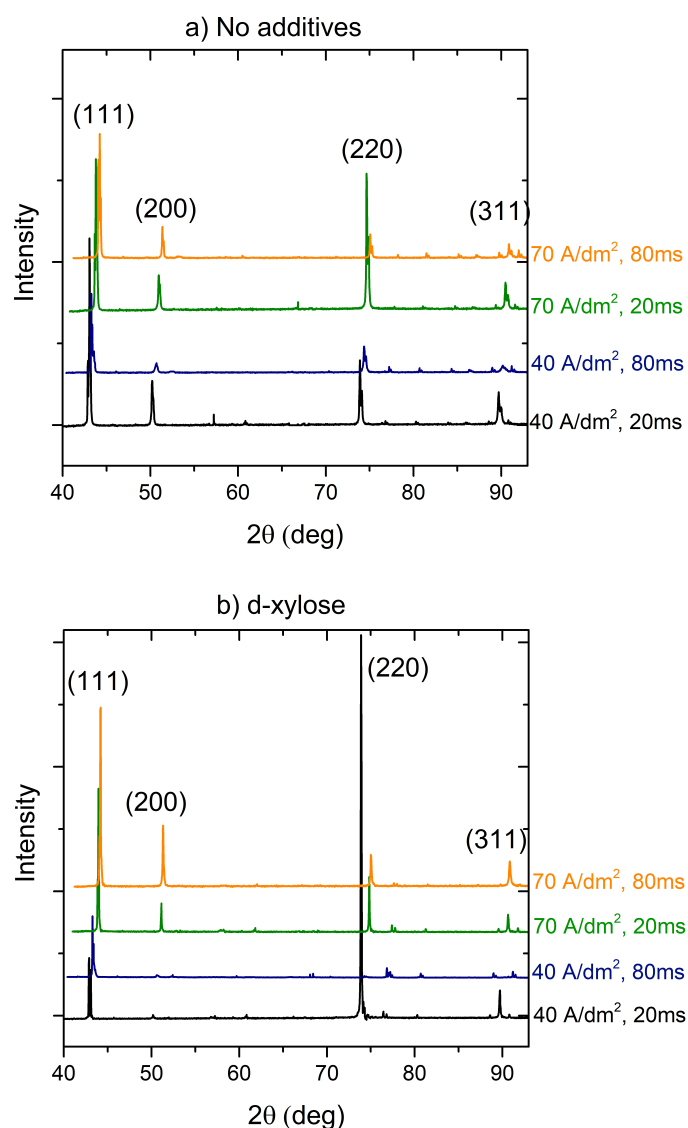 a) No additives
(111)
(220)
(200)
(311)
Intensity
70 A/dm², 80ms
70 A/dm², 20ms
40 A/dm², 80ms
40 A/dm², 20ms
40 50 60 70 80 90
2θ (deg)
b) d-xylose
(111)
(220)
(200)
(311)
Intensity
70 A/dm², 80ms
70 A/dm², 20ms
40 A/dm², 80ms
40 A/dm², 20ms
40 50 60 70 80 90
2θ (deg)